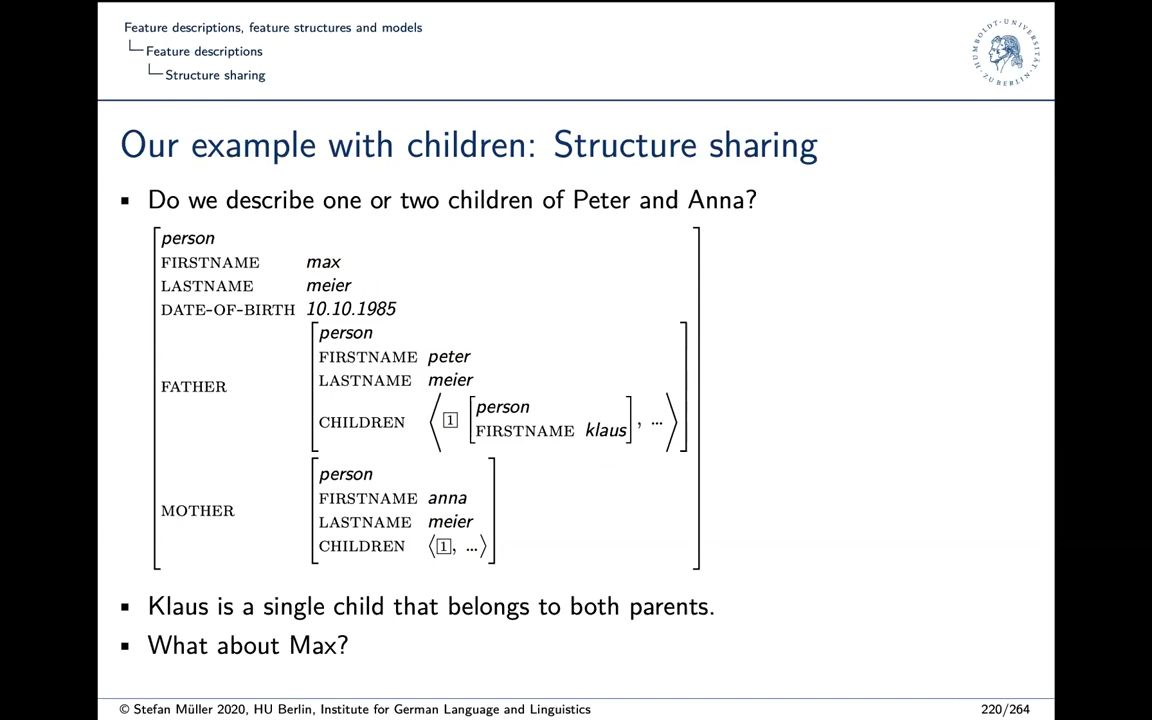 Feature descriptions, feature structures and models
Feature descriptions
Structure sharing
HUMBOLDT-UNIVERSITÄT ZU BERLIN
Our example with children: Structure sharing
▪ Do we describe one or two children of Peter and Anna?
person
FIRSTNAME max
LASTNAME meier
DATE-OF-BIRTH 10.10.1985
person
FIRSTNAME peter
LASTNAME meier
FATHER
person
CHILDREN ⟨ 1 , ... ⟩
FIRSTNAME klaus
person
FIRSTNAME anna
MOTHER
LASTNAME meier
CHILDREN ⟨1, ...⟩
▪ Klaus is a single child that belongs to both parents.
▪ What about Max?
© Stefan Müller 2020, HU Berlin, Institute for German Language and Linguistics 220/264